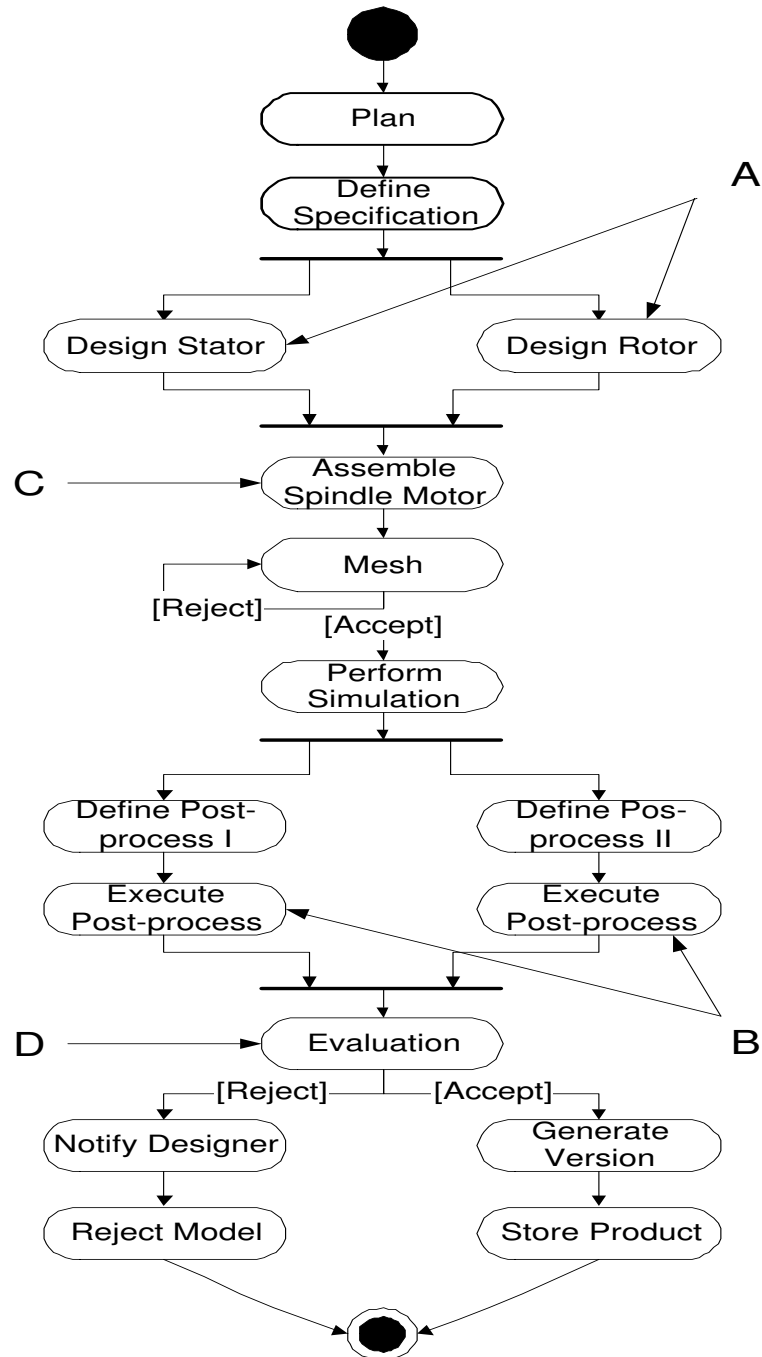 Plan
A
Define
Specification
Design Stator
Design Rotor
C
Assemble
Spindle Motor
Mesh
[Reject]
[Accept]
Perform
Simulation
Define Post-
process I
Define Pos-
process II
Execute
Post-process
Execute
Post-process
D
Evaluation
B
[Reject]
[Accept]
Notify Designer
Generate
Version
Reject Model
Store Product